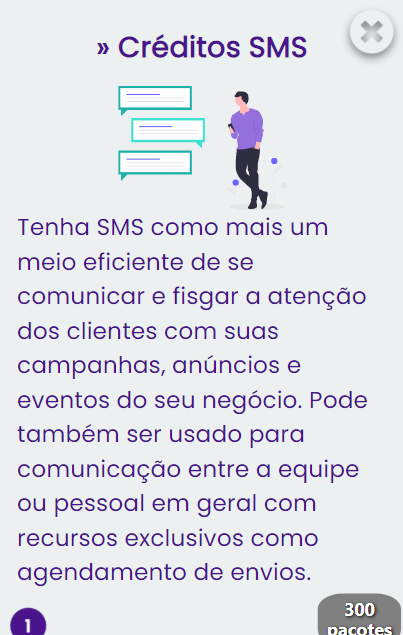 » Créditos SMS
Tenha SMS como mais um
meio eficiente de se
comunicar e fisgar a atenção
dos clientes com suas
campanhas, anúncios e
eventos do seu negócio. Pode
também ser usado para
comunicação entre a equipe
ou pessoal em geral com
recursos exclusivos como
agendamento de envios.
1
300
pacotes